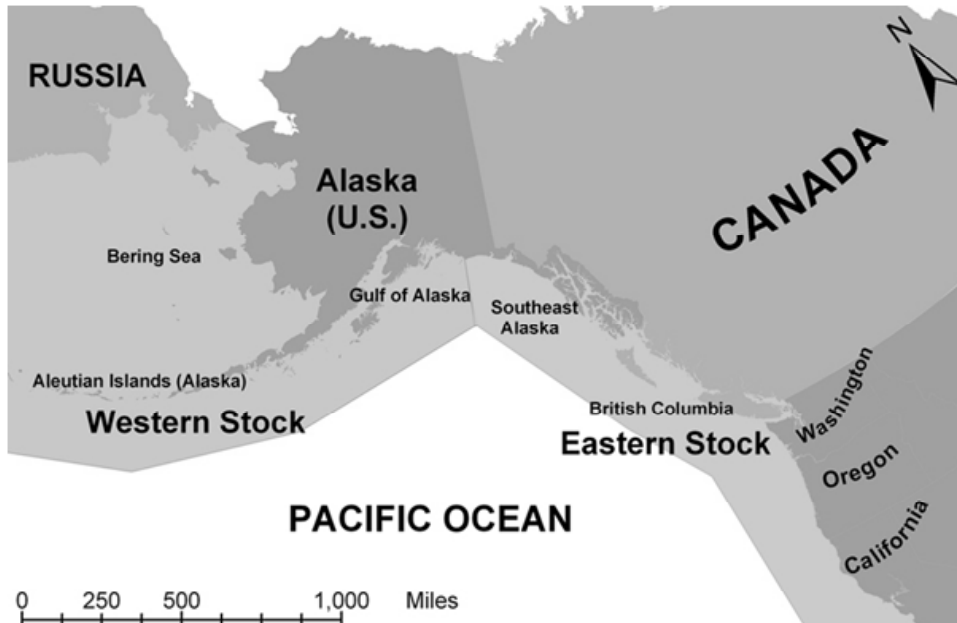 N
RUSSIA
CANADA
Alaska
(U.S.)
Bering Sea
Gulf of Alaska
Southeast
Alaska
Aleutian Islands (Alaska)
Western Stock
British Columbia
Eastern Stock
Washington
Oregon
California
PACIFIC OCEAN
0 250 500 1,000 Miles